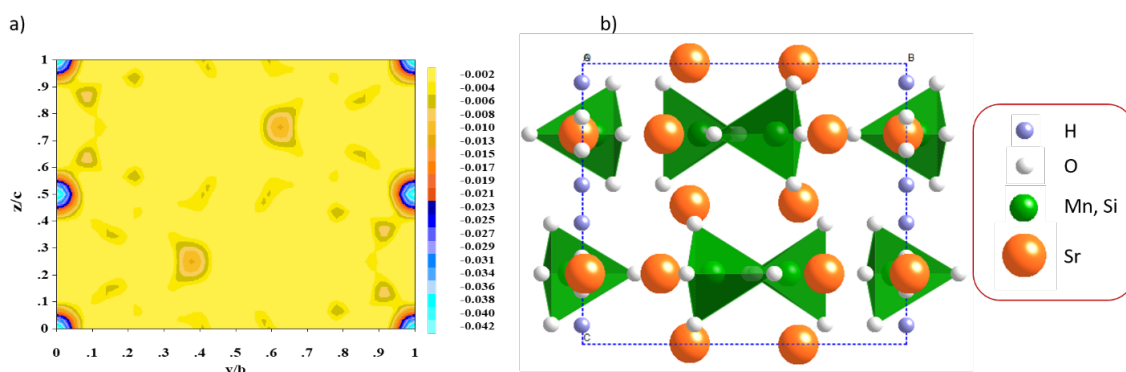 a)
b)
1
.9
.8
.7
.6
.5
.4
.3
.2
.1
0
z/c
0 .1 .2 .3 .4 .5 .6 .7 .8 .9 1
y/b
-0.002
-0.004
-0.006
-0.008
-0.010
-0.013
-0.015
-0.017
-0.019
-0.021
-0.023
-0.025
-0.027
-0.029
-0.031
-0.034
-0.036
-0.038
-0.040
-0.042
B
C
H
O
Mn, Si
Sr